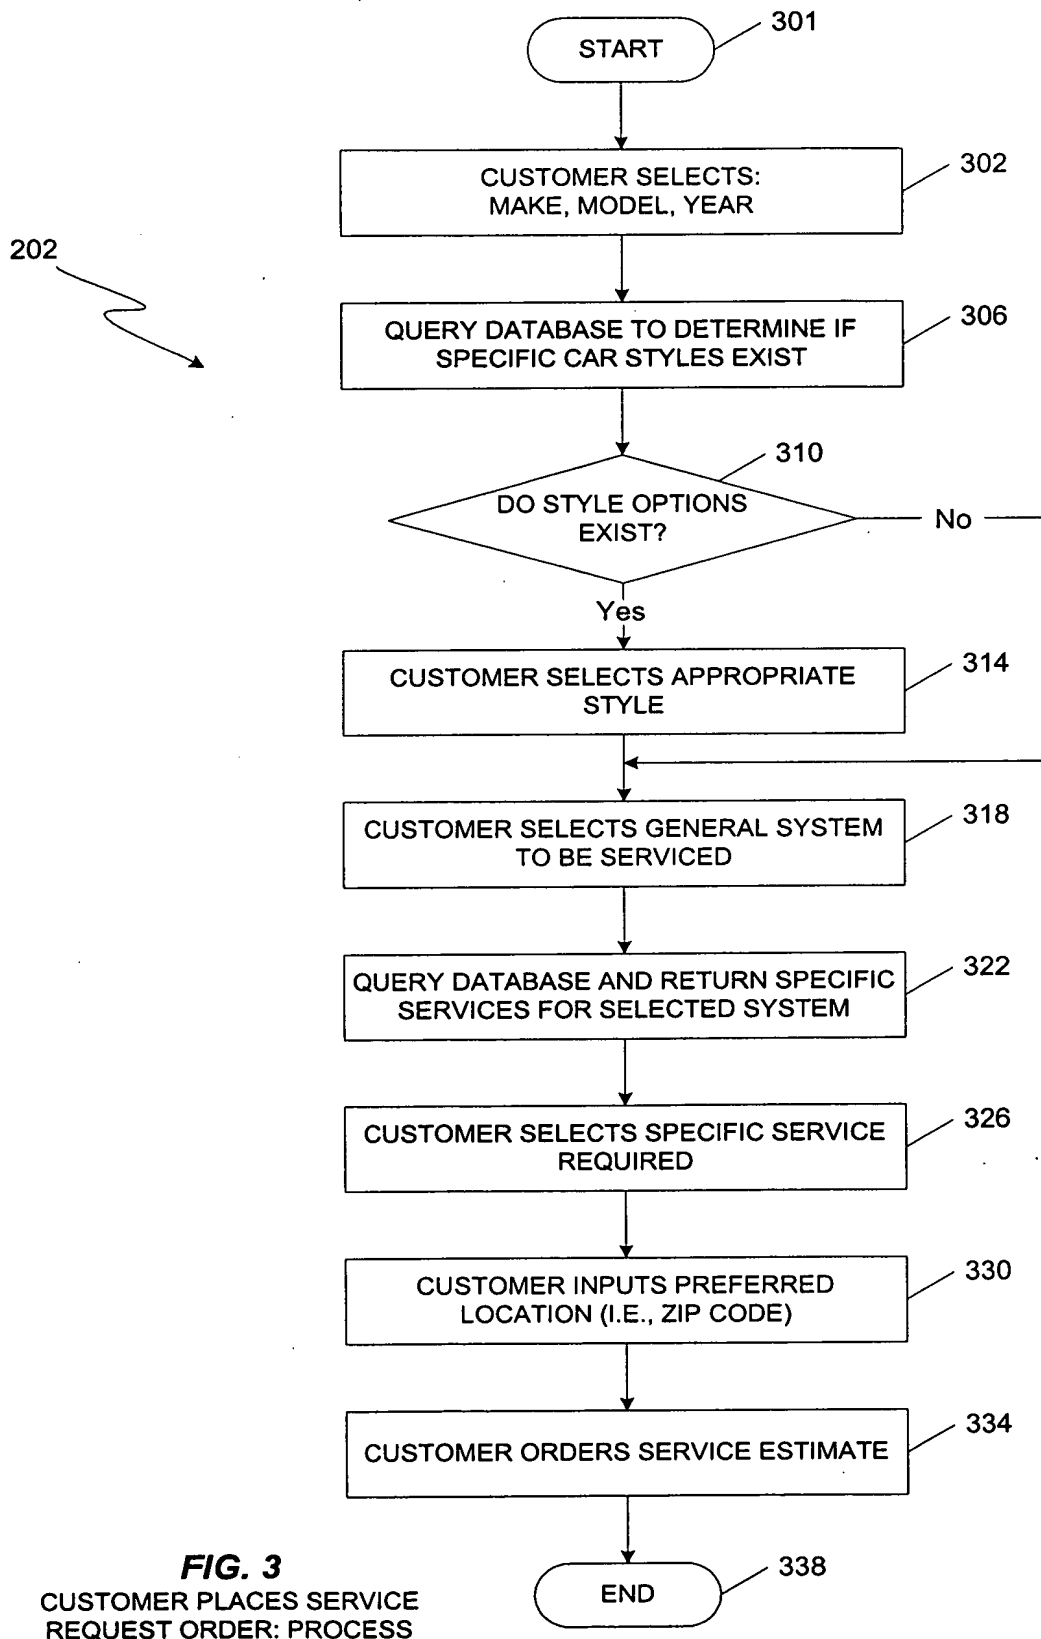 START
301
CUSTOMER SELECTS:
MAKE, MODEL, YEAR
302
202
QUERY DATABASE TO DETERMINE IF
SPECIFIC CAR STYLES EXIST
306
310
DO STYLE OPTIONS
EXIST?
No
Yes
CUSTOMER SELECTS APPROPRIATE
STYLE
314
CUSTOMER SELECTS GENERAL SYSTEM
TO BE SERVICED
318
QUERY DATABASE AND RETURN SPECIFIC
SERVICES FOR SELECTED SYSTEM
322
CUSTOMER SELECTS SPECIFIC SERVICE
REQUIRED
326
CUSTOMER INPUTS PREFERRED
LOCATION (I.E., ZIP CODE)
330
CUSTOMER ORDERS SERVICE ESTIMATE
334
END
338
FIG. 3
CUSTOMER PLACES SERVICE
REQUEST ORDER: PROCESS